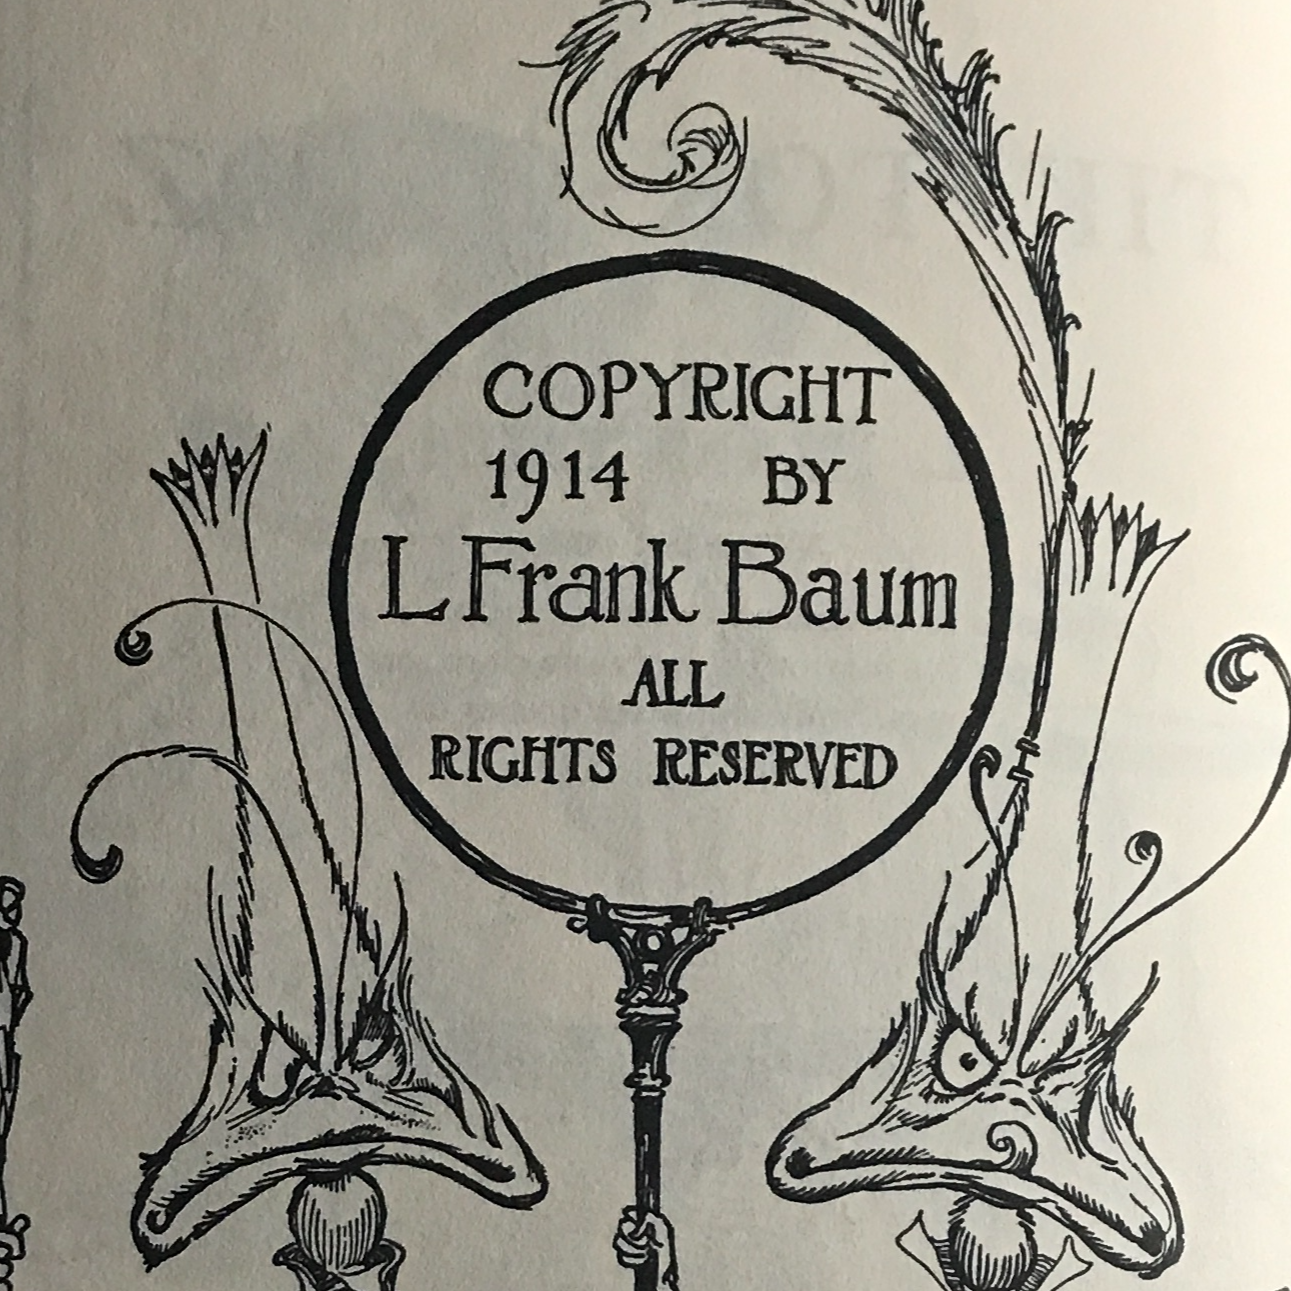 COPYRIGHT
1914 BY
L Frank Baum
ALL
RIGHTS RESERVED